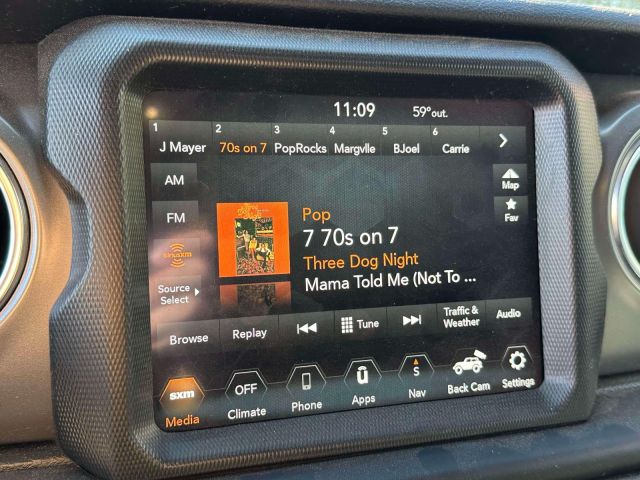 11:09 59°out.
1 2 3 4 5 6
J Mayer 70s on 7 PopRocks Margvlle BJoel Carrie
AM
Map
FM
Fav
Pop
7 70s on 7
siriusxm
Three Dog Night
Source Select
Mama Told Me (Not To ...
Browse Replay Tune Traffic & Weather Audio
sxm OFF U S
Media Climate Phone Apps Nav Back Cam Settings